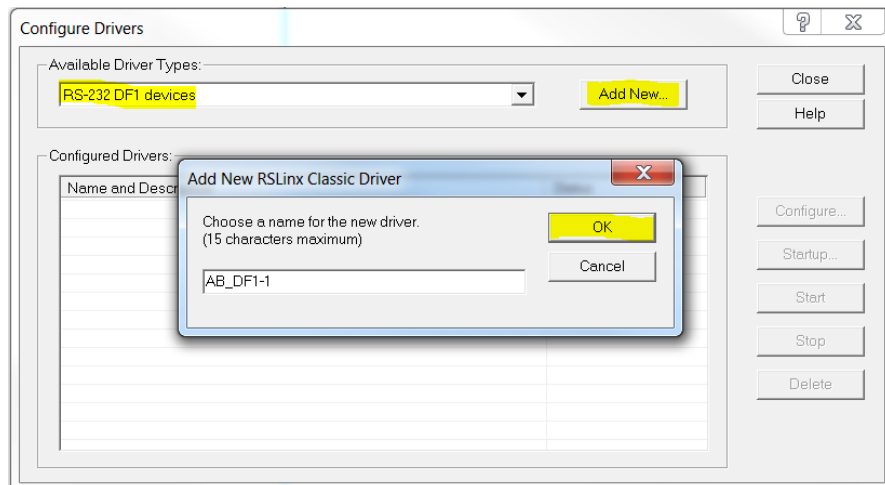 Configure Drivers
Available Driver Types:
RS-232 DF1 devices
Add New...
Close
Help
Configured Drivers:
Name and Descr
Add New RSLinx Classic Driver
Choose a name for the new driver.
(15 characters maximum)
OK
Cancel
AB_DF1-1
Configure...
Startup...
Start
Stop
Delete